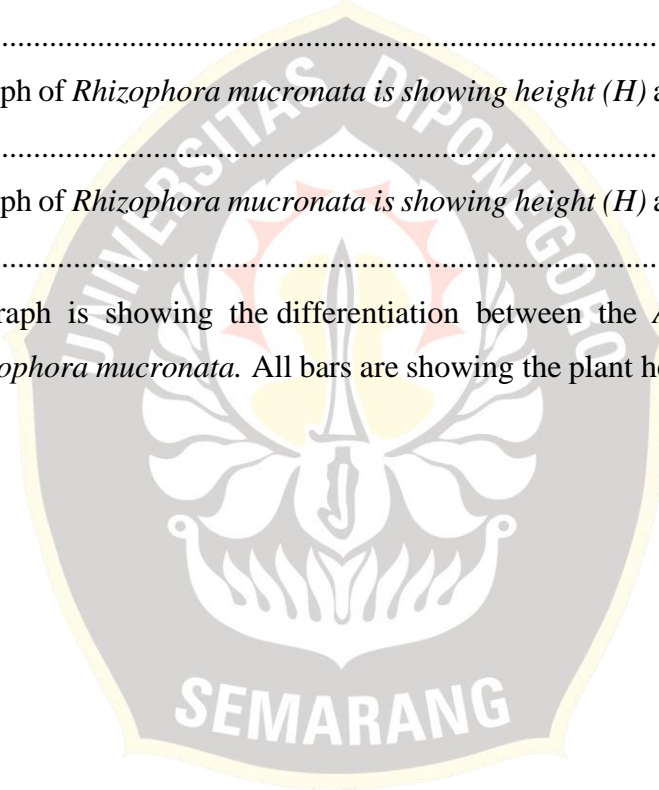 ................................................................................
ph of Rhizophora mucronata is showing height (H) a
................................................................................
ph of Rhizophora mucronata is showing height (H) a
................................................................................
raph is showing the differentiation between the A
ophora mucronata. All bars are showing the plant he
UNIVERSITAS DIPONEGORO
SEMARANG